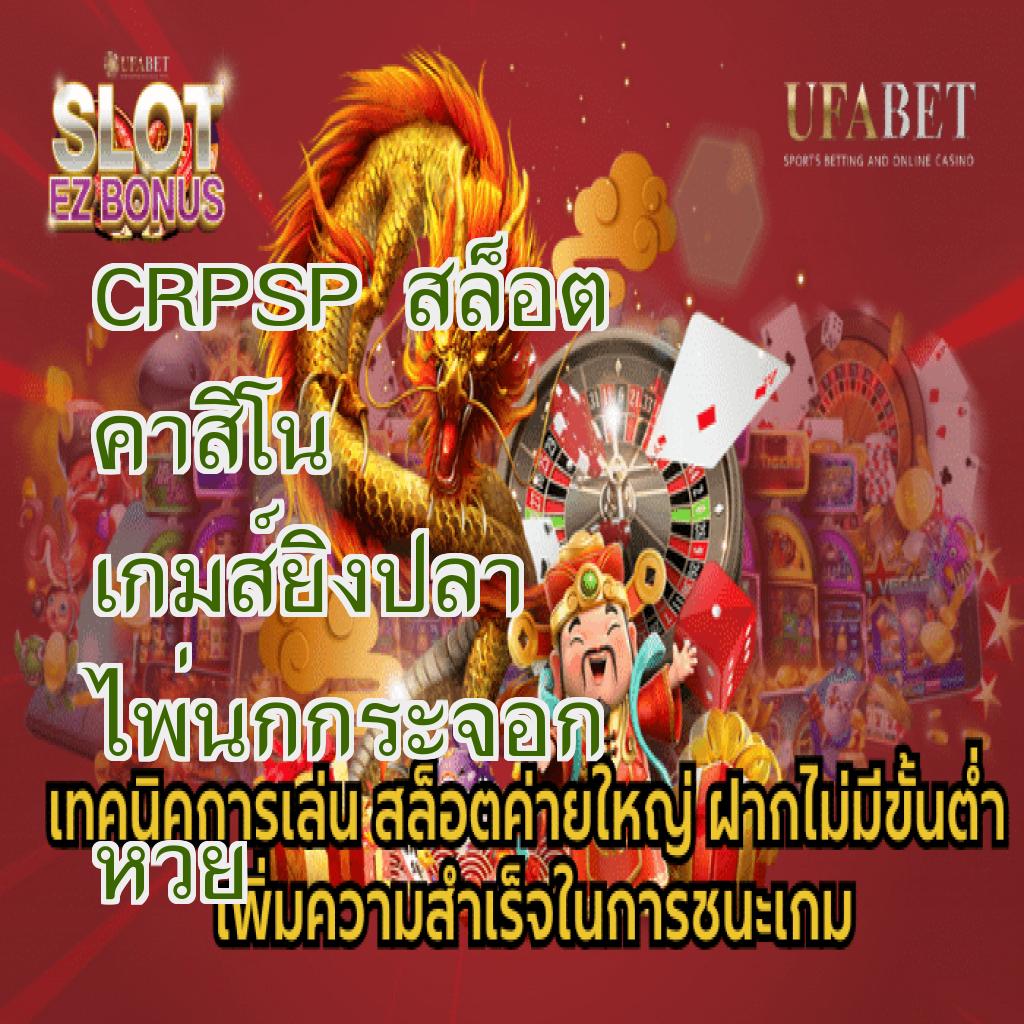 UFABET
SLOT
EZ BONUS
UFABET
SPORTS BETTING AND ONLINE CASINO
CRPSP สล็อต
คาสิโน
เกมส์ยิงปลา
ไพ่นกกระจอก
เทคนิคการเล่น สล็อตค่ายใหญ่ ฝากไม่มีขั้นต่ำ
หวย
เพิ่มความสำเร็จในการชนะเกม